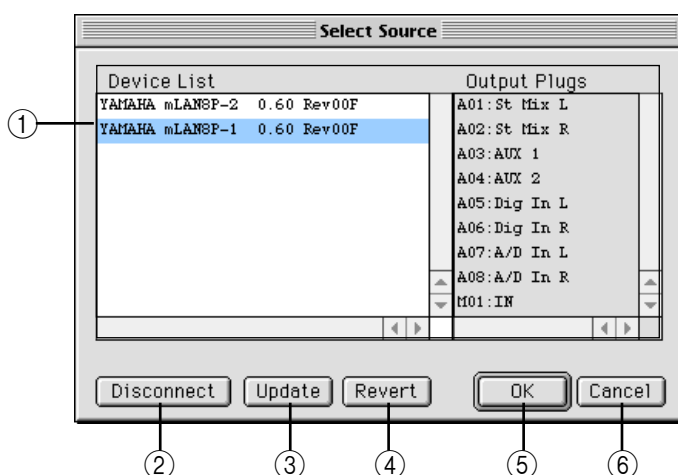 Select Source
Device List
Output Plugs
YAMAHA mLAN8P-2 0.60 Rev00F
YAMAHA mLAN8P-1 0.60 Rev00F
A01:St Mix L
A02:St Mix R
A03:AUX 1
A04:AUX 2
A05:Dig In L
A06:Dig In R
A07:A/D In L
A08:A/D In R
M01:IN
①
Disconnect Update Revert OK Cancel
② ③ ④ ⑤ ⑥